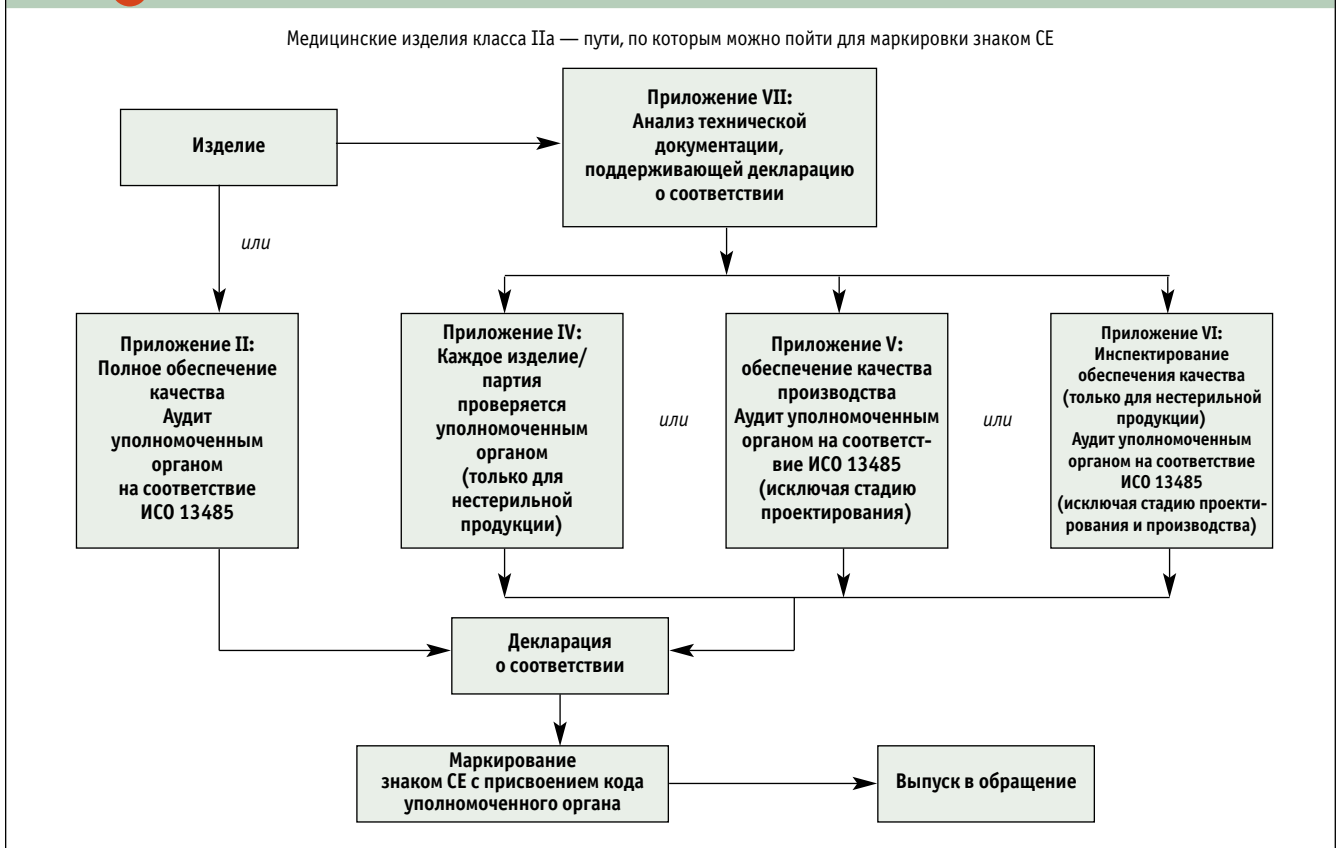 Медицинские изделия класса IIa — пути, по которым можно пойти для маркировки знаком СЕ
Изделие
Приложение VII:
Анализ технической
документации,
поддерживающей декларацию
о соответствии
или
Приложение II:
Полное обеспечение
качества
Аудит
уполномоченным
органом
на соответствие
ИСО 13485
Приложение IV:
Каждое изделие/
партия
проверяется
уполномоченным
органом
(только для
нестерильной
продукции)
или
Приложение V:
обеспечение качества
производства
Аудит уполномоченным
органом на соответст-
вие ИСО 13485
(исключая стадию
проектирования)
или
Приложение VI:
Инспектирование
обеспечения качества
(только для нестерильной
продукции)
Аудит уполномоченным
органом на соответствие
ИСО 13485
(исключая стадию проекти-
рования и производства)
Декларация
о соответствии
Маркирование
знаком СЕ с присвоением кода
уполномоченного органа
Выпуск в обращение